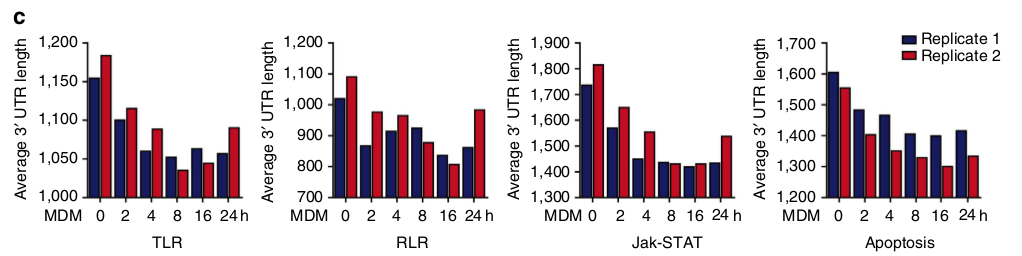 c
Average 3′ UTR length
1,200
1,150
1,100
1,050
1,000
MDM 0 2 4 8 16 24 h
TLR
Average 3′ UTR length
1,200
1,100
1,000
900
800
700
MDM 0 2 4 8 16 24 h
RLR
Average 3′ UTR length
1,900
1,800
1,700
1,600
1,500
1,400
1,300
MDM 0 2 4 8 16 24 h
Jak-STAT
Average 3′ UTR length
1,700
1,600
1,500
1,400
1,300
1,200
MDM 0 2 4 8 16 24 h
Apoptosis
Replicate 1
Replicate 2